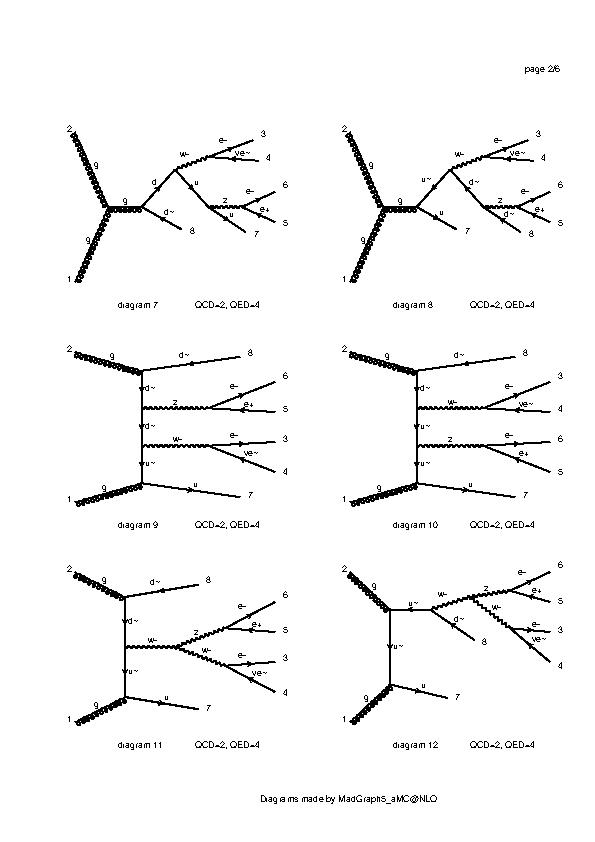 page 2/6
2
g
g
1
g
d
d~
8
w-
e-
3
ve~
4
u
z
e-
6
e+
5
u
7
diagram 7 QCD=2, QED=4
2
g
g
1
g
u~
u
7
w-
e-
3
ve~
4
d~
z
e-
6
e+
5
d~
8
diagram 8 QCD=2, QED=4
2
g
d~
8
d~
z
e-
6
e+
5
d~
w-
e-
3
ve~
4
u~
1
g
u
7
diagram 9 QCD=2, QED=4
2
g
d~
8
d~
w-
e-
3
ve~
4
u~
z
e-
6
e+
5
u~
1
g
u
7
diagram 10 QCD=2, QED=4
2
g
d~
8
d~
w-
z
e-
6
e+
5
w-
e-
3
ve~
4
u~
1
g
u
7
diagram 11 QCD=2, QED=4
2
g
u~
w-
z
e-
6
e+
5
w-
e-
3
ve~
4
d~
8
u~
1
g
u
7
diagram 12 QCD=2, QED=4
Diagrams made by MadGraph5_aMC@NLO